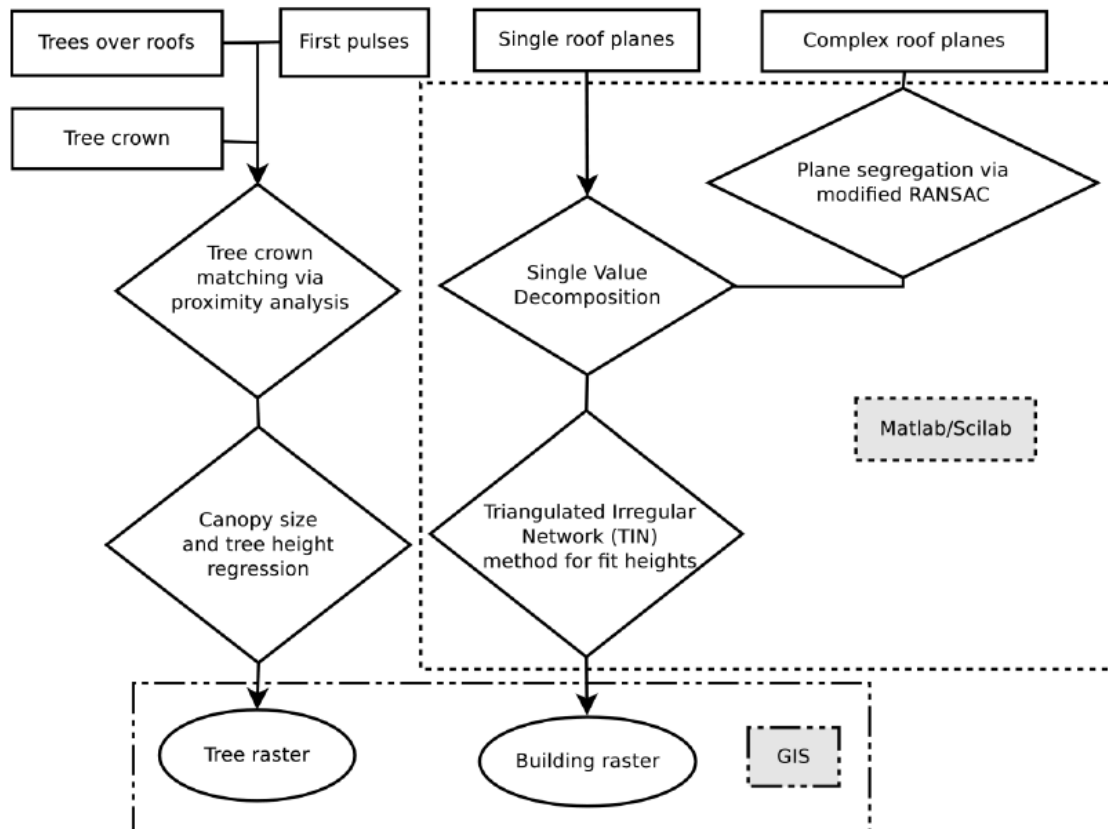 Trees over roofs
First pulses
Single roof planes
Complex roof planes
Tree crown
Plane segregation via
modified RANSAC
Tree crown
matching via
proximity analysis
Single Value
Decomposition
Matlab/Scilab
Canopy size
and tree height
regression
Triangulated Irregular
Network (TIN)
method for fit heights
Tree raster
Building raster
GIS